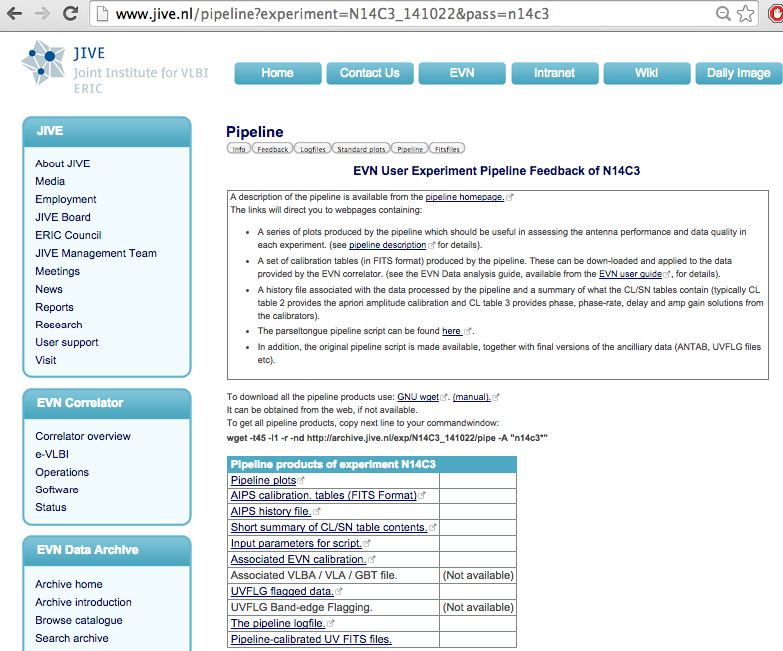 www.jive.nl/pipeline?experiment=N14C3_141022&pass=n14c3
JIVE
Joint Institute for VLBI
ERIC
Home
Contact Us
EVN
Intranet
Wiki
Daily Image
JIVE
About JIVE
Media
Employment
JIVE Board
ERIC Council
JIVE Management Team
Meetings
News
Reports
Research
User support
Visit
EVN Correlator
Correlator overview
e-VLBI
Operations
Software
Status
EVN Data Archive
Archive home
Archive introduction
Browse catalogue
Search archive
Pipeline
Info
Feedback
Logfiles
Standard plots
Pipeline
Fitsfiles
EVN User Experiment Pipeline Feedback of N14C3
A description of the pipeline is available from the pipeline homepage.
The links will direct you to webpages containing:
• A series of plots produced by the pipeline which should be useful in assessing the antenna performance and data quality in
each experiment. (see pipeline description for details).
• A set of calibration tables (in FITS format) produced by the pipeline. These can be down-loaded and applied to the data
provided by the EVN correlator. (see the EVN Data analysis guide, available from the EVN user guide, for details).
• A history file associated with the data processed by the pipeline and a summary of what the CL/SN tables contain (typically CL
table 2 provides the apriori amplitude calibration and CL table 3 provides phase, phase-rate, delay and amp gain solutions from
the calibrators).
• The parseltongue pipeline script can be found here .
• In addition, the original pipeline script is made available, together with final versions of the ancilliary data (ANTAB, UVFLG files
etc).
To download all the pipeline products use: GNU wget. (manual).
It can be obtained from the web, if not available.
To get all pipeline products, copy next line to your commandwindow:
wget -t45 -l1 -r -nd http://archive.jive.nl/exp/N14C3_141022/pipe -A "n14c3*"
Pipeline products of experiment N14C3
Pipeline plots
AIPS calibration. tables (FITS Format)
AIPS history file.
Short summary of CL/SN table contents.
Input parameters for script.
Associated EVN calibration.
Associated VLBA / VLA / GBT file. (Not available)
UVFLG flagged data.
UVFLG Band-edge Flagging. (Not available)
The pipeline logfile.
Pipeline-calibrated UV FITS files.